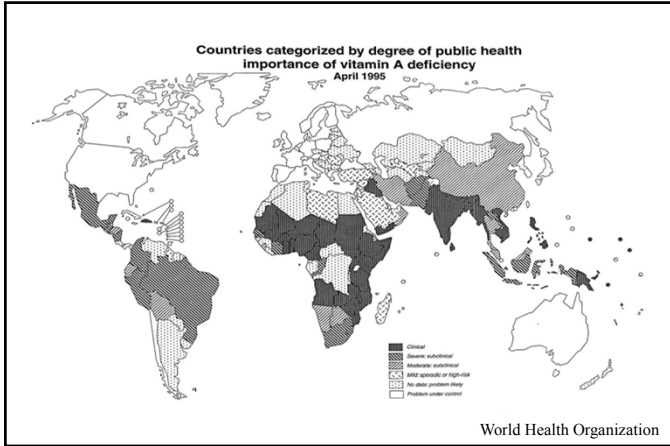 Countries categorized by degree of public health
importance of vitamin A deficiency
April 1995
Clinical
Severe: subclinical
Moderate: subclinical
Mild: sporadic or high-risk
No data: problem likely
Problem under control
World Health Organization